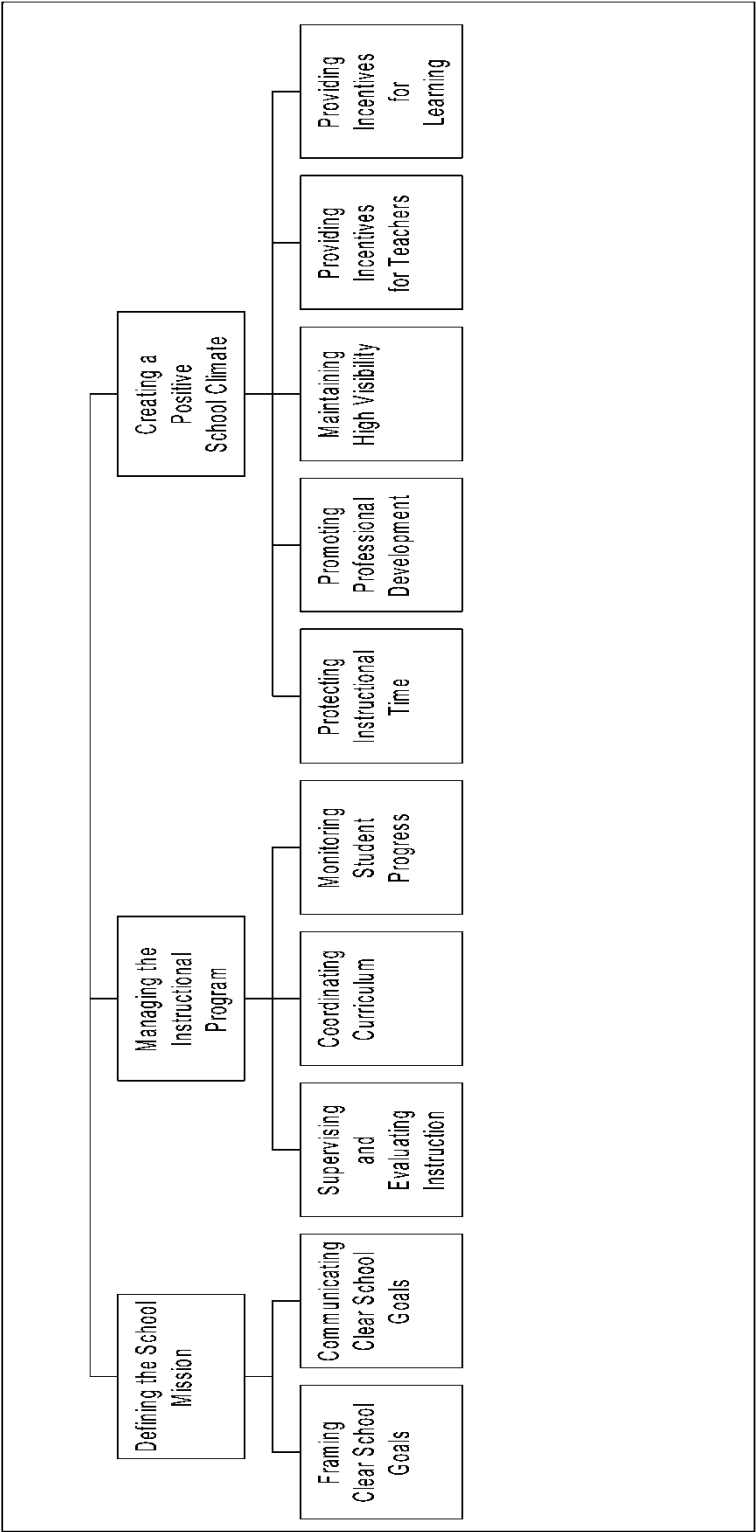 Defining the School
Mission
Managing the
Instructional
Program
Creating a
Positive
School Climate
Framing
Clear School
Goals
Communicating
Clear School
Goals
Supervising
and
Evaluating
Instruction
Coordinating
Curriculum
Monitoring
Student
Progress
Protecting
Instructional
Time
Promoting
Professional
Development
Maintaining
High Visibility
Providing
Incentives
for Teachers
Providing
Incentives
for
Learning